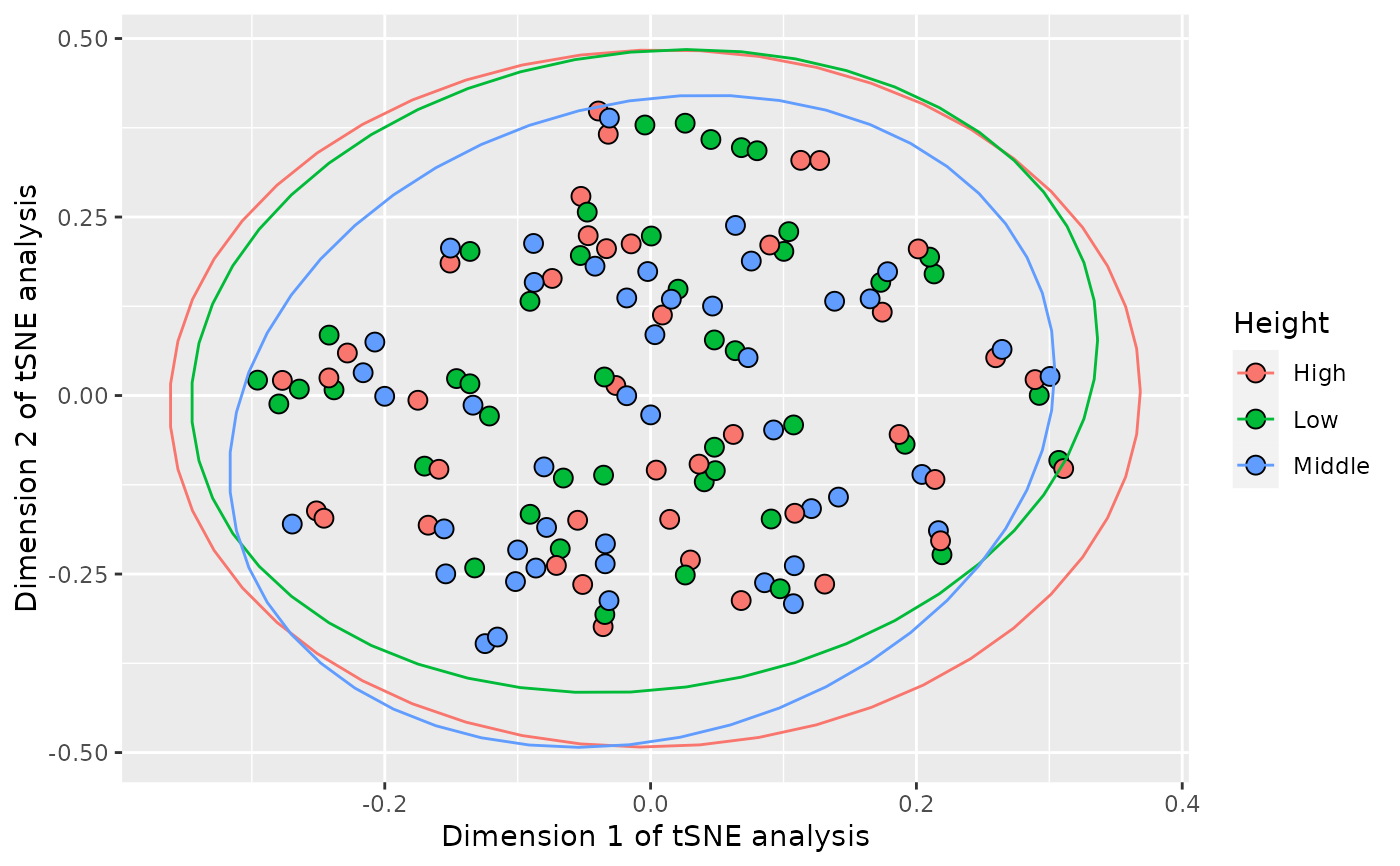 0.50
0.25
0.00
-0.25
-0.50
Dimension 2 of tSNE analysis
-0.2
0.0
0.2
0.4
Dimension 1 of tSNE analysis
Height
High
Low
Middle